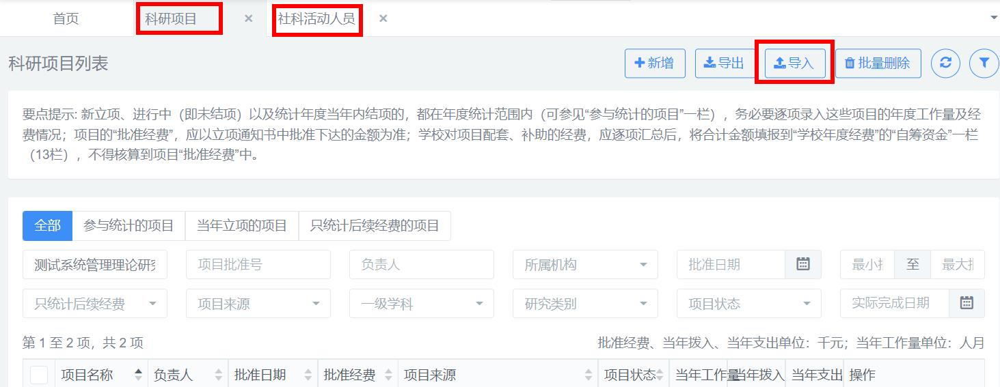 首页 科研项目 × 社科活动人员 ×
科研项目列表 新增 导出 导入 批量删除
要点提示: 新立项、进行中（即未结项）以及统计年度当年内结项的，都在年度统计范围内（可参见“参与统计的项目”一栏），务必要逐项录入这些项目的年度工作量及经
费情况；项目的“批准经费”，应以立项通知书中批准下达的金额为准；学校对项目配套、补助的经费，应逐项汇总后，将合计金额填报到“学校年度经费”的“自筹资金”一栏
（13栏），不得核算到项目“批准经费”中。
全部 参与统计的项目 当年立项的项目 只统计后续经费的项目
测试系统管理理论研究 项目批准号 负责人 所属机构 批准日期 最小批 至 最大批
只统计后续经费 项目来源 一级学科 研究类别 项目状态 实际完成日期
第 1 至 2 项，共 2 项 批准经费、当年拨入、当年支出单位：千元；当年工作量单位：人月
项目名称 负责人 批准日期 批准经费 项目来源 项目状态 当年工作量 当年拨入 当年支出 操作